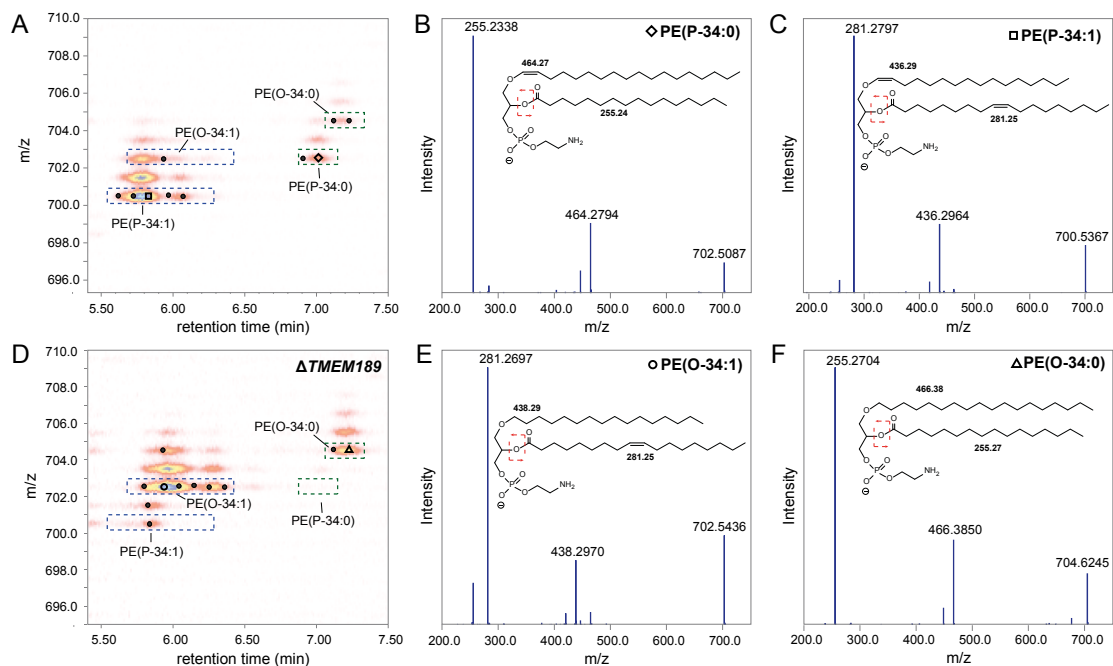 A
710.0
708.0
706.0
704.0
702.0
700.0
698.0
696.0
m/z
PE(O-34:0)
PE(O-34:1)
PE(P-34:0)
PE(P-34:1)
5.50
6.00
6.50
7.00
7.50
retention time (min)
B
255.2338
PE(P-34:0)
464.27
O
O
O
255.24
O
O
P
O
NH2
O
⊖
Intensity
464.2794
702.5087
200.0
300.0
400.0
500.0
600.0
700.0
m/z
C
281.2797
PE(P-34:1)
436.29
O
O
O
281.25
O
O
P
O
NH2
O
⊖
Intensity
436.2964
700.5367
200.0
300.0
400.0
500.0
600.0
700.0
m/z
D
710.0
708.0
706.0
704.0
702.0
700.0
698.0
696.0
695.0
m/z
ΔTMEM189
PE(O-34:0)
PE(O-34:1)
PE(P-34:0)
PE(P-34:1)
5.50
6.00
6.50
7.00
7.50
retention time (min)
E
281.2697
PE(O-34:1)
438.29
O
O
O
281.25
O
O
P
O
NH2
O
⊖
Intensity
438.2970
702.5436
200.0
300.0
400.0
500.0
600.0
700.0
m/z
F
255.2704
PE(O-34:0)
466.38
O
O
O
255.27
O
O
P
O
NH2
O
⊖
Intensity
466.3850
704.6245
200.0
300.0
400.0
500.0
600.0
700.0
m/z